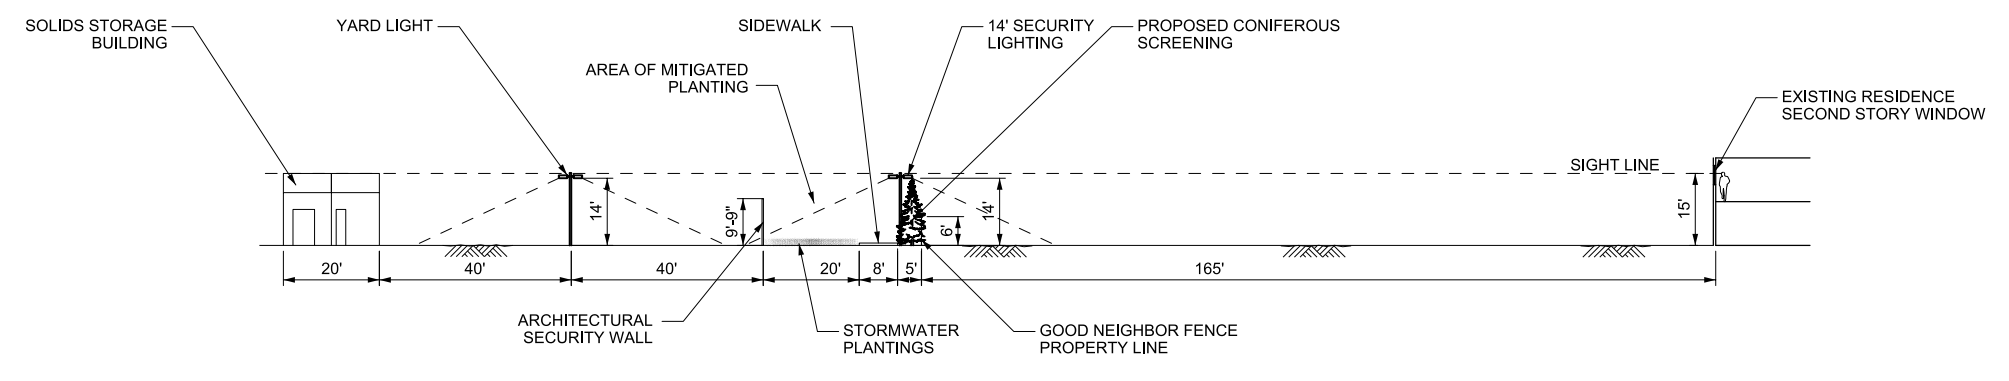 SOLIDS STORAGE
BUILDING
YARD LIGHT
SIDEWALK
14' SECURITY
LIGHTING
PROPOSED CONIFEROUS
SCREENING
AREA OF MITIGATED
PLANTING
EXISTING RESIDENCE
SECOND STORY WINDOW
SIGHT LINE
14'
9'-9"
6'
14'
15'
20'
40'
40'
20'
8'
5'
165'
ARCHITECTURAL
SECURITY WALL
STORMWATER
PLANTINGS
GOOD NEIGHBOR FENCE
PROPERTY LINE